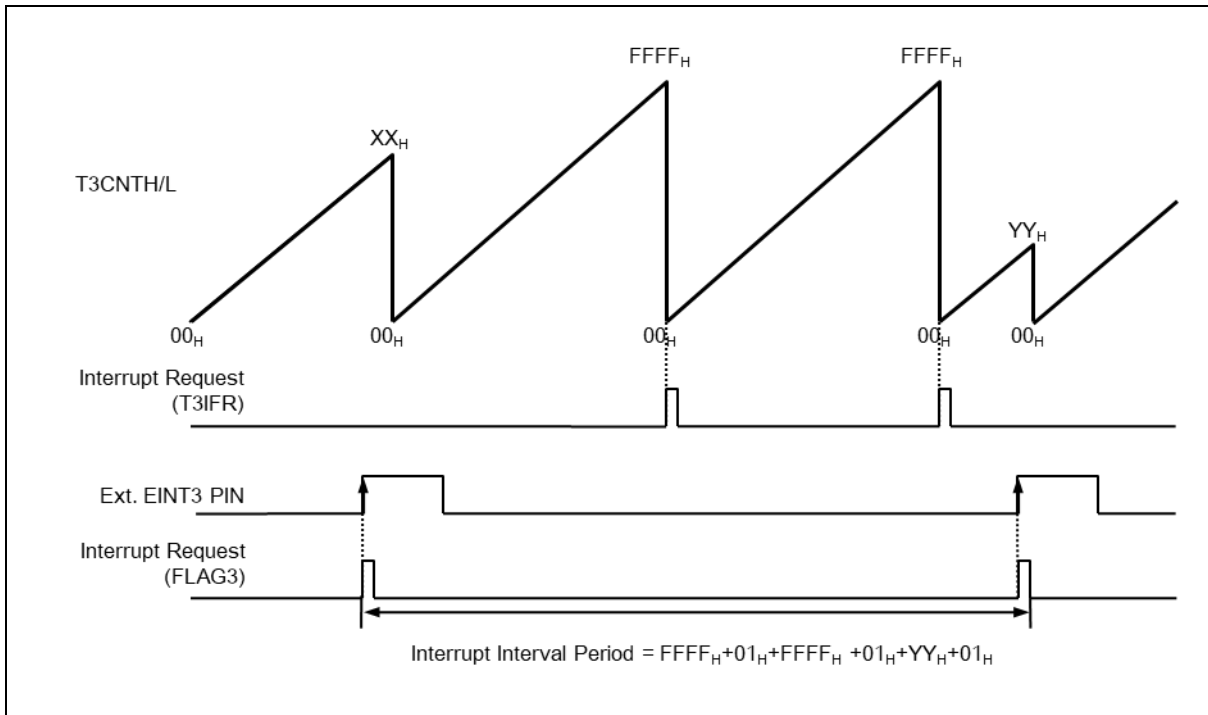 FFFFH FFFFH
XXH
T3CNTH/L
YYH
00H 00H 00H 00H 00H
Interrupt Request
(T3IFR)
Ext. EINT3 PIN
Interrupt Request
(FLAG3)
Interrupt Interval Period = FFFFH+01H+FFFFH +01H+YYH+01H